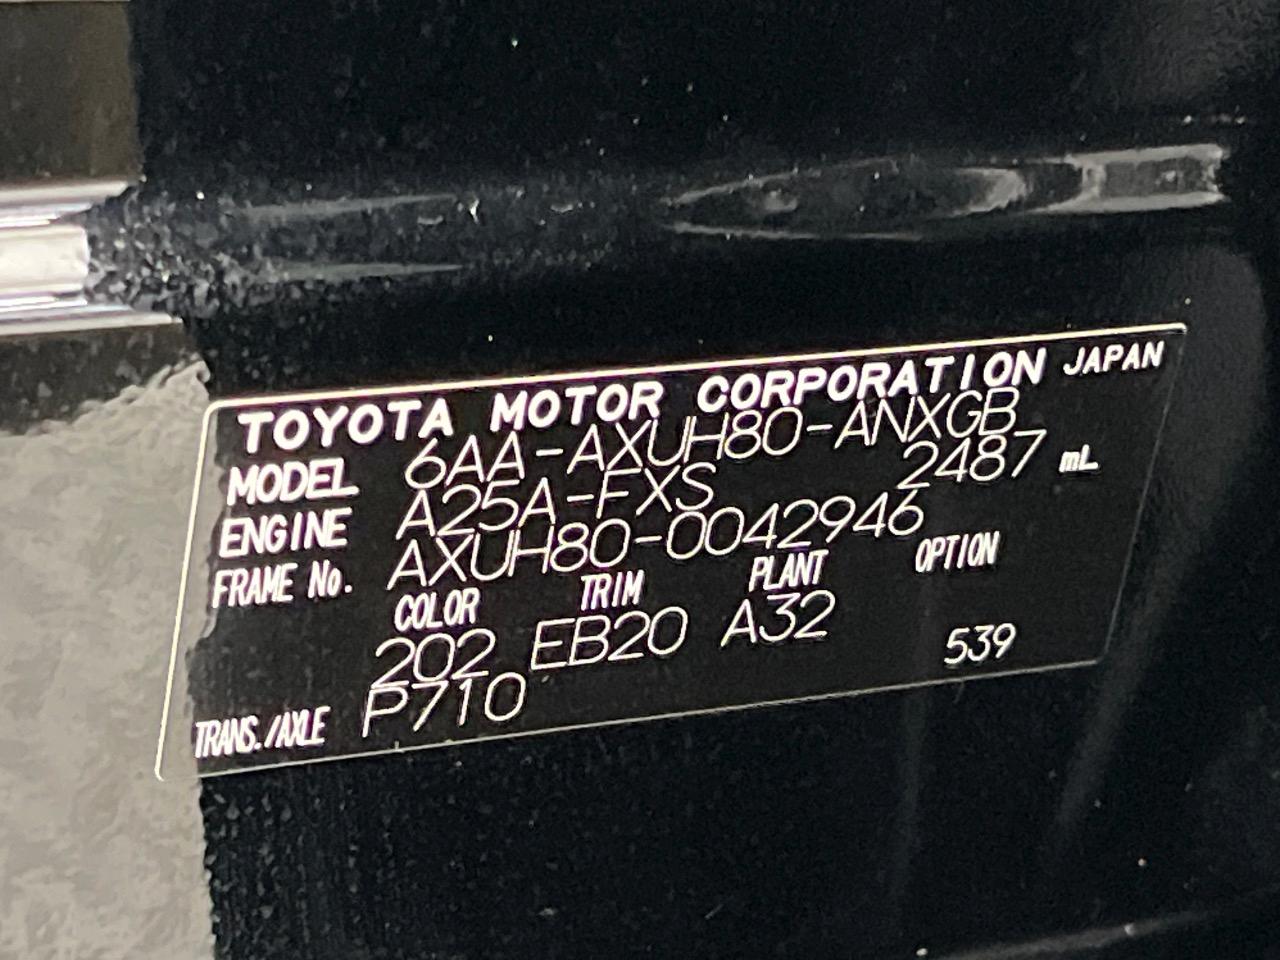 TOYOTA MOTOR CORPORATION JAPAN
MODEL 6AA-AXUH80-ANXGB
ENGINE A25A-FXS 2487 mL
FRAME No. AXUH80-0042946
COLOR TRIM PLANT OPTION
202 EB20 A32
TRANS./AXLE P710 539